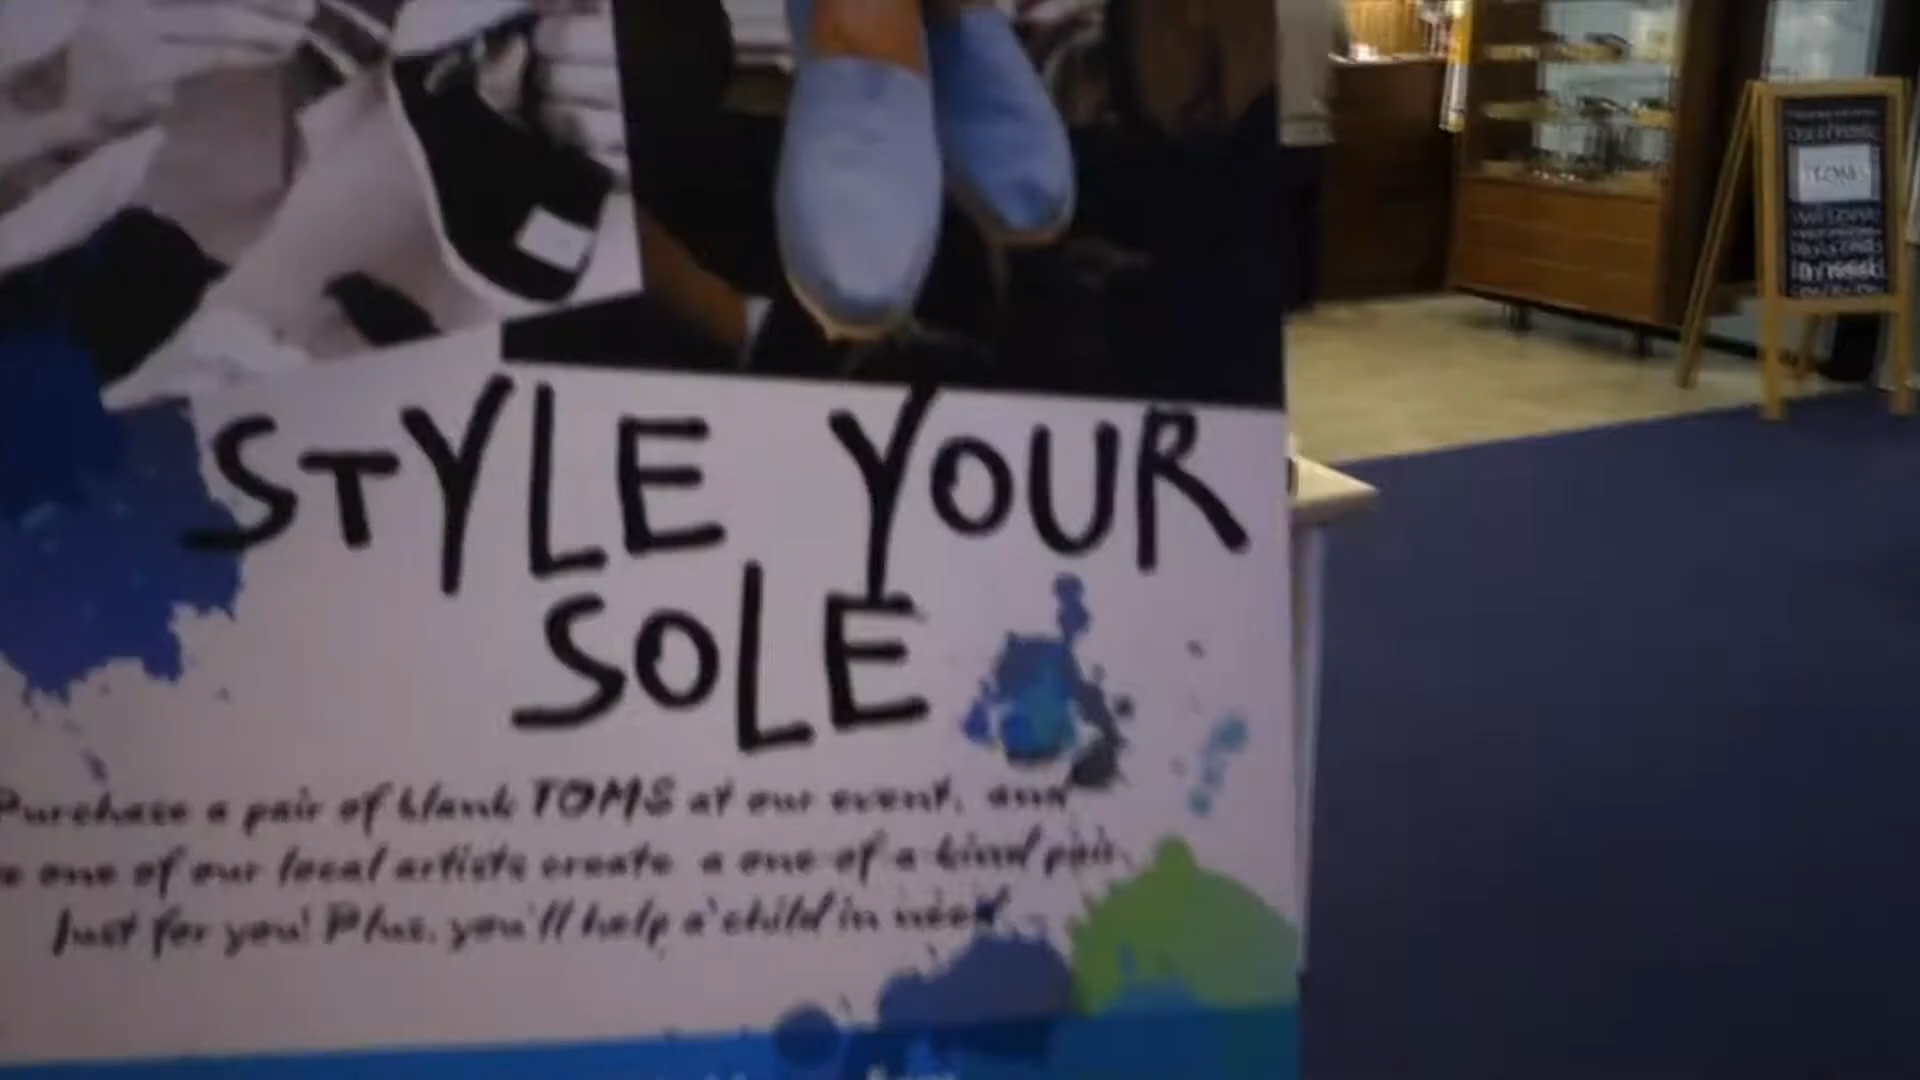 STYLE YOUR
SOLE
Purchase a pair of blank TOMS at our event, and
one of our local artists create a one-of-a-kind pair.
Just for you! Plus, you'll help a child in need.
TOMS